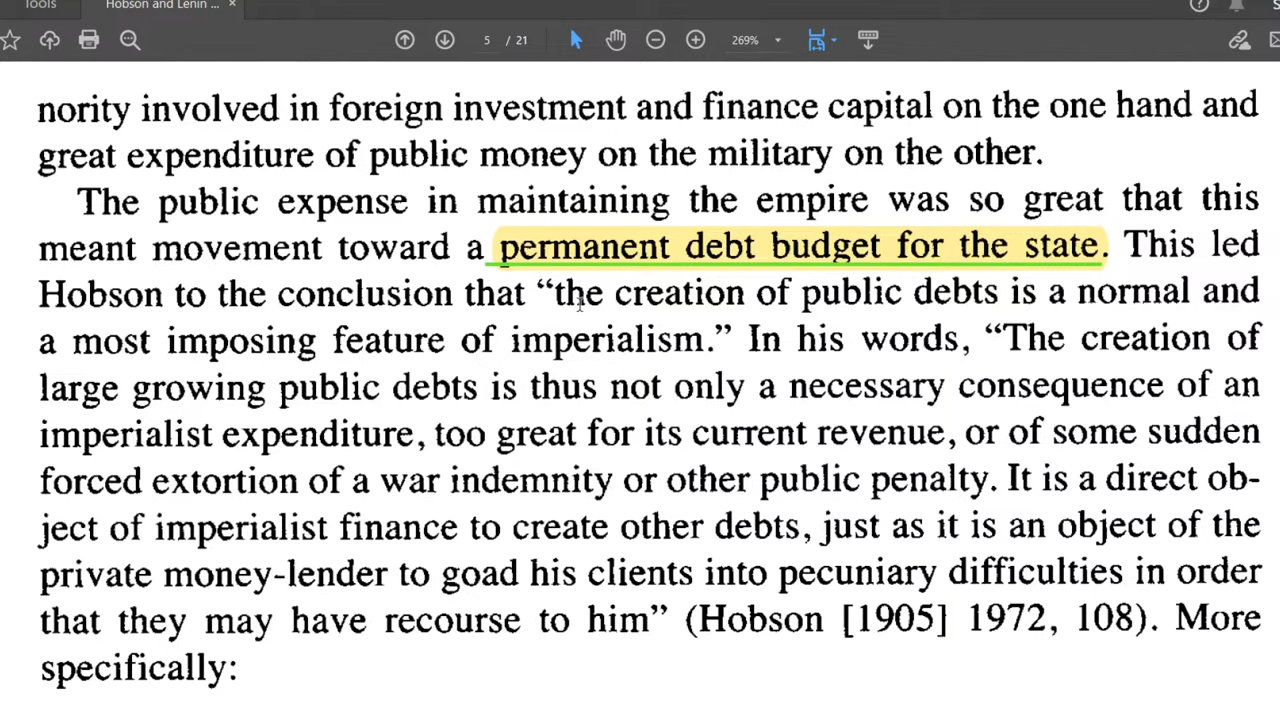 Tools
Hobson and Lenin ... ×
5 / 21
269%
nority involved in foreign investment and finance capital on the one hand and
great expenditure of public money on the military on the other.
The public expense in maintaining the empire was so great that this
meant movement toward a permanent debt budget for the state. This led
Hobson to the conclusion that “the creation of public debts is a normal and
a most imposing feature of imperialism.” In his words, “The creation of
large growing public debts is thus not only a necessary consequence of an
imperialist expenditure, too great for its current revenue, or of some sudden
forced extortion of a war indemnity or other public penalty. It is a direct ob-
ject of imperialist finance to create other debts, just as it is an object of the
private money-lender to goad his clients into pecuniary difficulties in order
that they may have recourse to him” (Hobson [1905] 1972, 108). More
specifically: